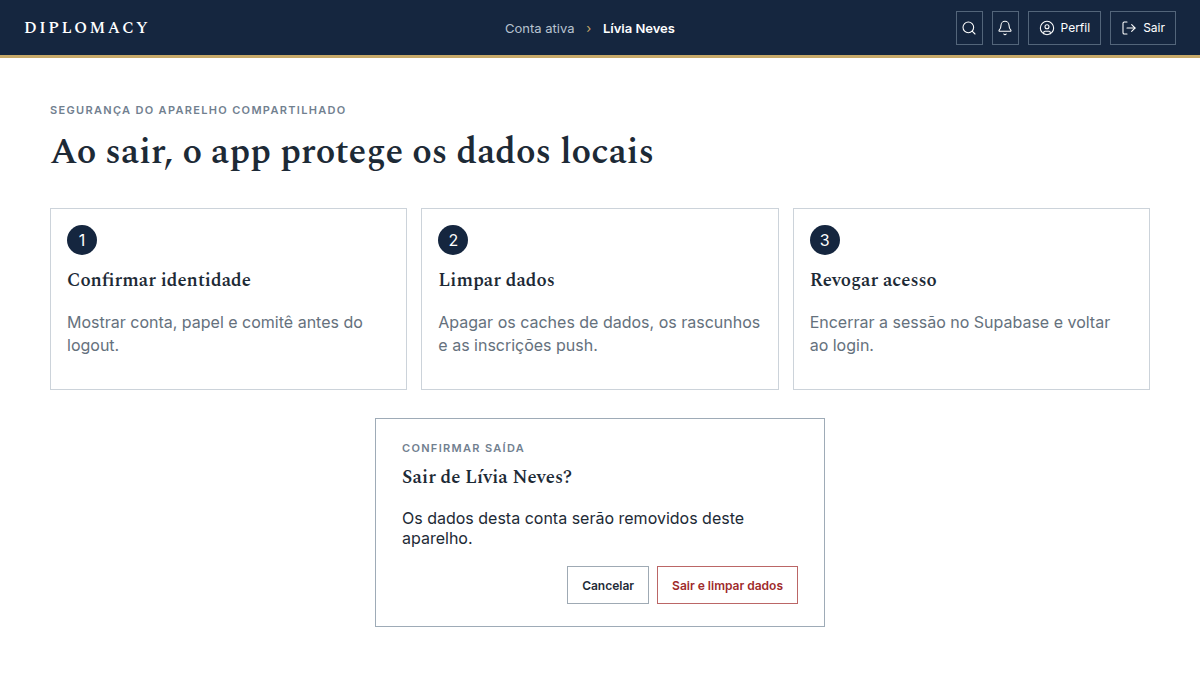 DIPLOMACY
Conta ativa › Lívia Neves
Perfil
Sair
SEGURANÇA DO APARELHO COMPARTILHADO
Ao sair, o app protege os dados locais
1
Confirmar identidade
Mostrar conta, papel e comitê antes do
logout.
2
Limpar dados
Apagar os caches de dados, os rascunhos
e as inscrições push.
3
Revogar acesso
Encerrar a sessão no Supabase e voltar
ao login.
CONFIRMAR SAÍDA
Sair de Lívia Neves?
Os dados desta conta serão removidos deste
aparelho.
Cancelar
Sair e limpar dados